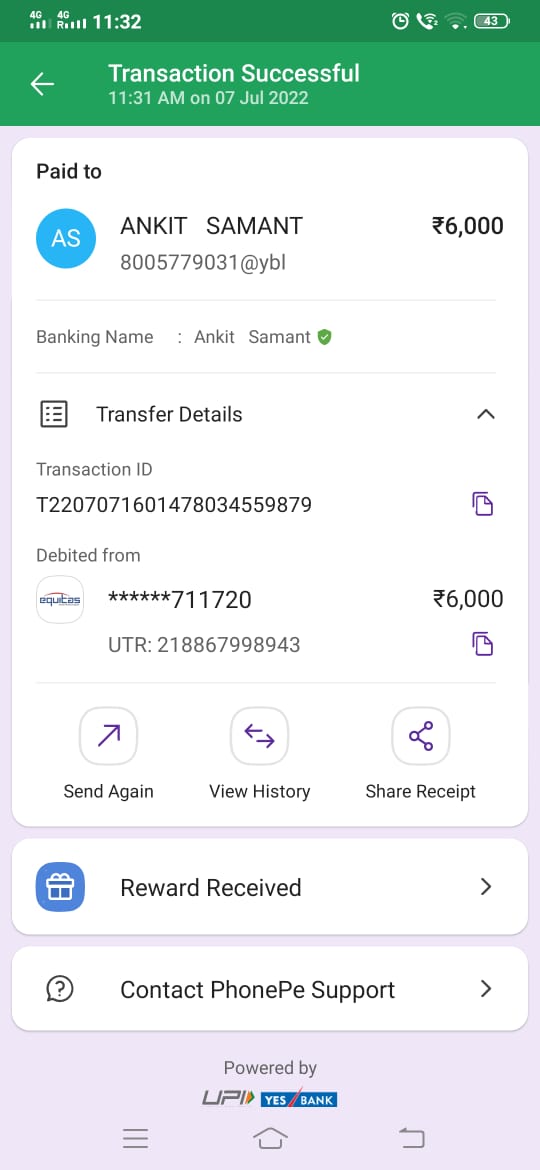 4G 4G R 11:32 2 43
Transaction Successful
11:31 AM on 07 Jul 2022
Paid to
AS ANKIT SAMANT ₹6,000
8005779031@ybl
Banking Name : Ankit Samant
Transfer Details
Transaction ID
T2207071601478034559879
Debited from
equitas ******711720 ₹6,000
UTR: 218867998943
Send Again View History Share Receipt
Reward Received
Contact PhonePe Support
Powered by
UPI YES BANK